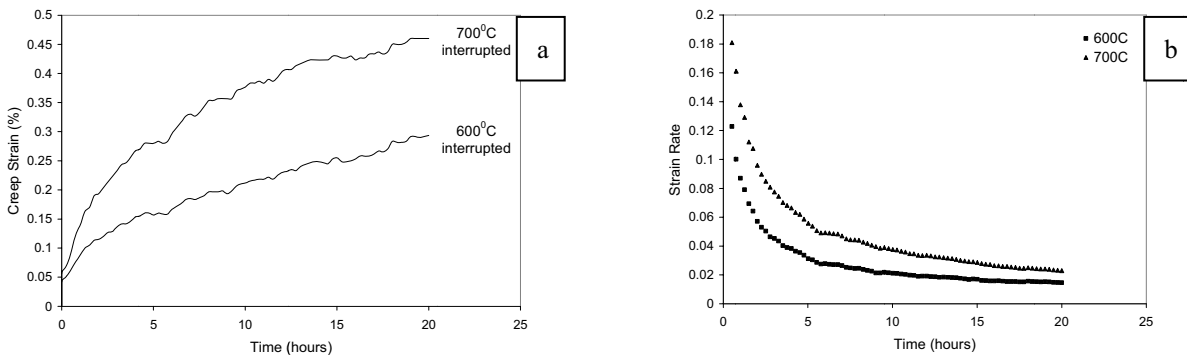 0.5
0.45
0.4
0.35
0.3
0.25
0.2
0.15
0.1
0.05
0
0
5
10
15
20
25
Creep Strain (%)
Time (hours)
700⁰C
interrupted
600⁰C
interrupted
a
0.2
0.18
0.16
0.14
0.12
0.1
0.08
0.06
0.04
0.02
0
0
5
10
15
20
25
Strain Rate
Time (hours)
600C
700C
b